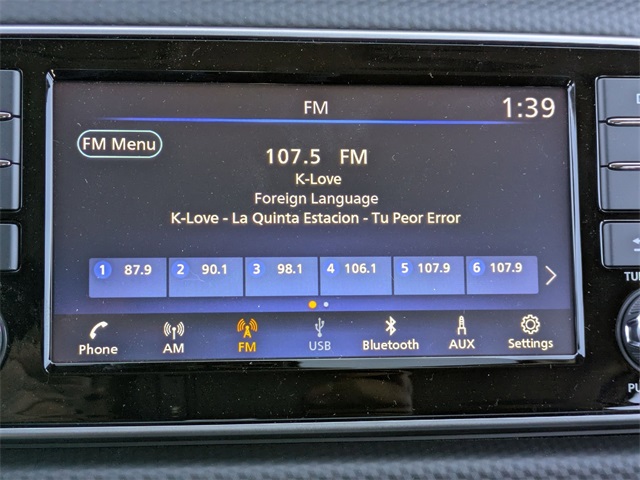 FM 1:39
FM Menu
107.5 FM
K-Love
Foreign Language
K-Love - La Quinta Estacion - Tu Peor Error
1 87.9 2 90.1 3 98.1 4 106.1 5 107.9 6 107.9
Phone AM FM USB Bluetooth AUX Settings